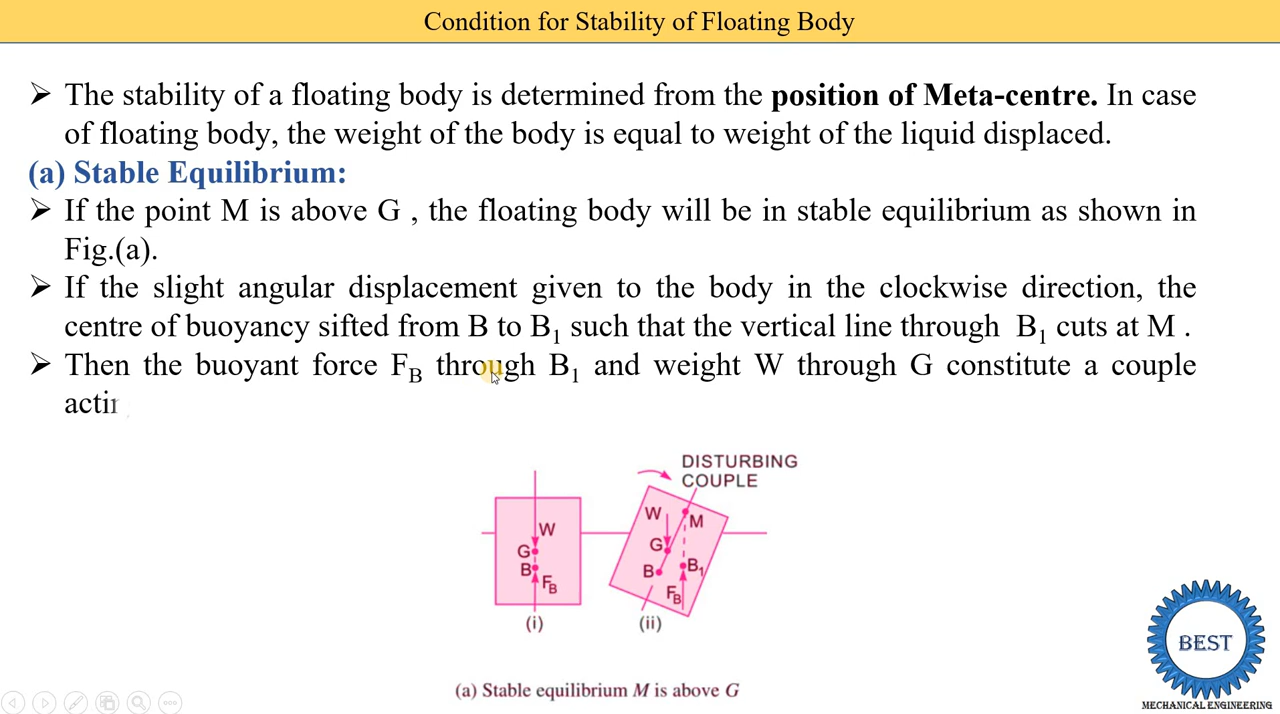 Condition for Stability of Floating Body
➢ The stability of a floating body is determined from the position of Meta-centre. In case
of floating body, the weight of the body is equal to weight of the liquid displaced.
(a) Stable Equilibrium:
➢ If the point M is above G , the floating body will be in stable equilibrium as shown in
Fig.(a).
➢ If the slight angular displacement given to the body in the clockwise direction, the
centre of buoyancy sifted from B to B₁ such that the vertical line through B₁ cuts at M .
➢ Then the buoyant force F_B through B₁ and weight W through G constitute a couple
DISTURBING
COUPLE
W
G
B
F_B
(i)
W
M
G
B
B₁
F_B
(ii)
(a) Stable equilibrium M is above G
BEST
MECHANICAL ENGINEERING